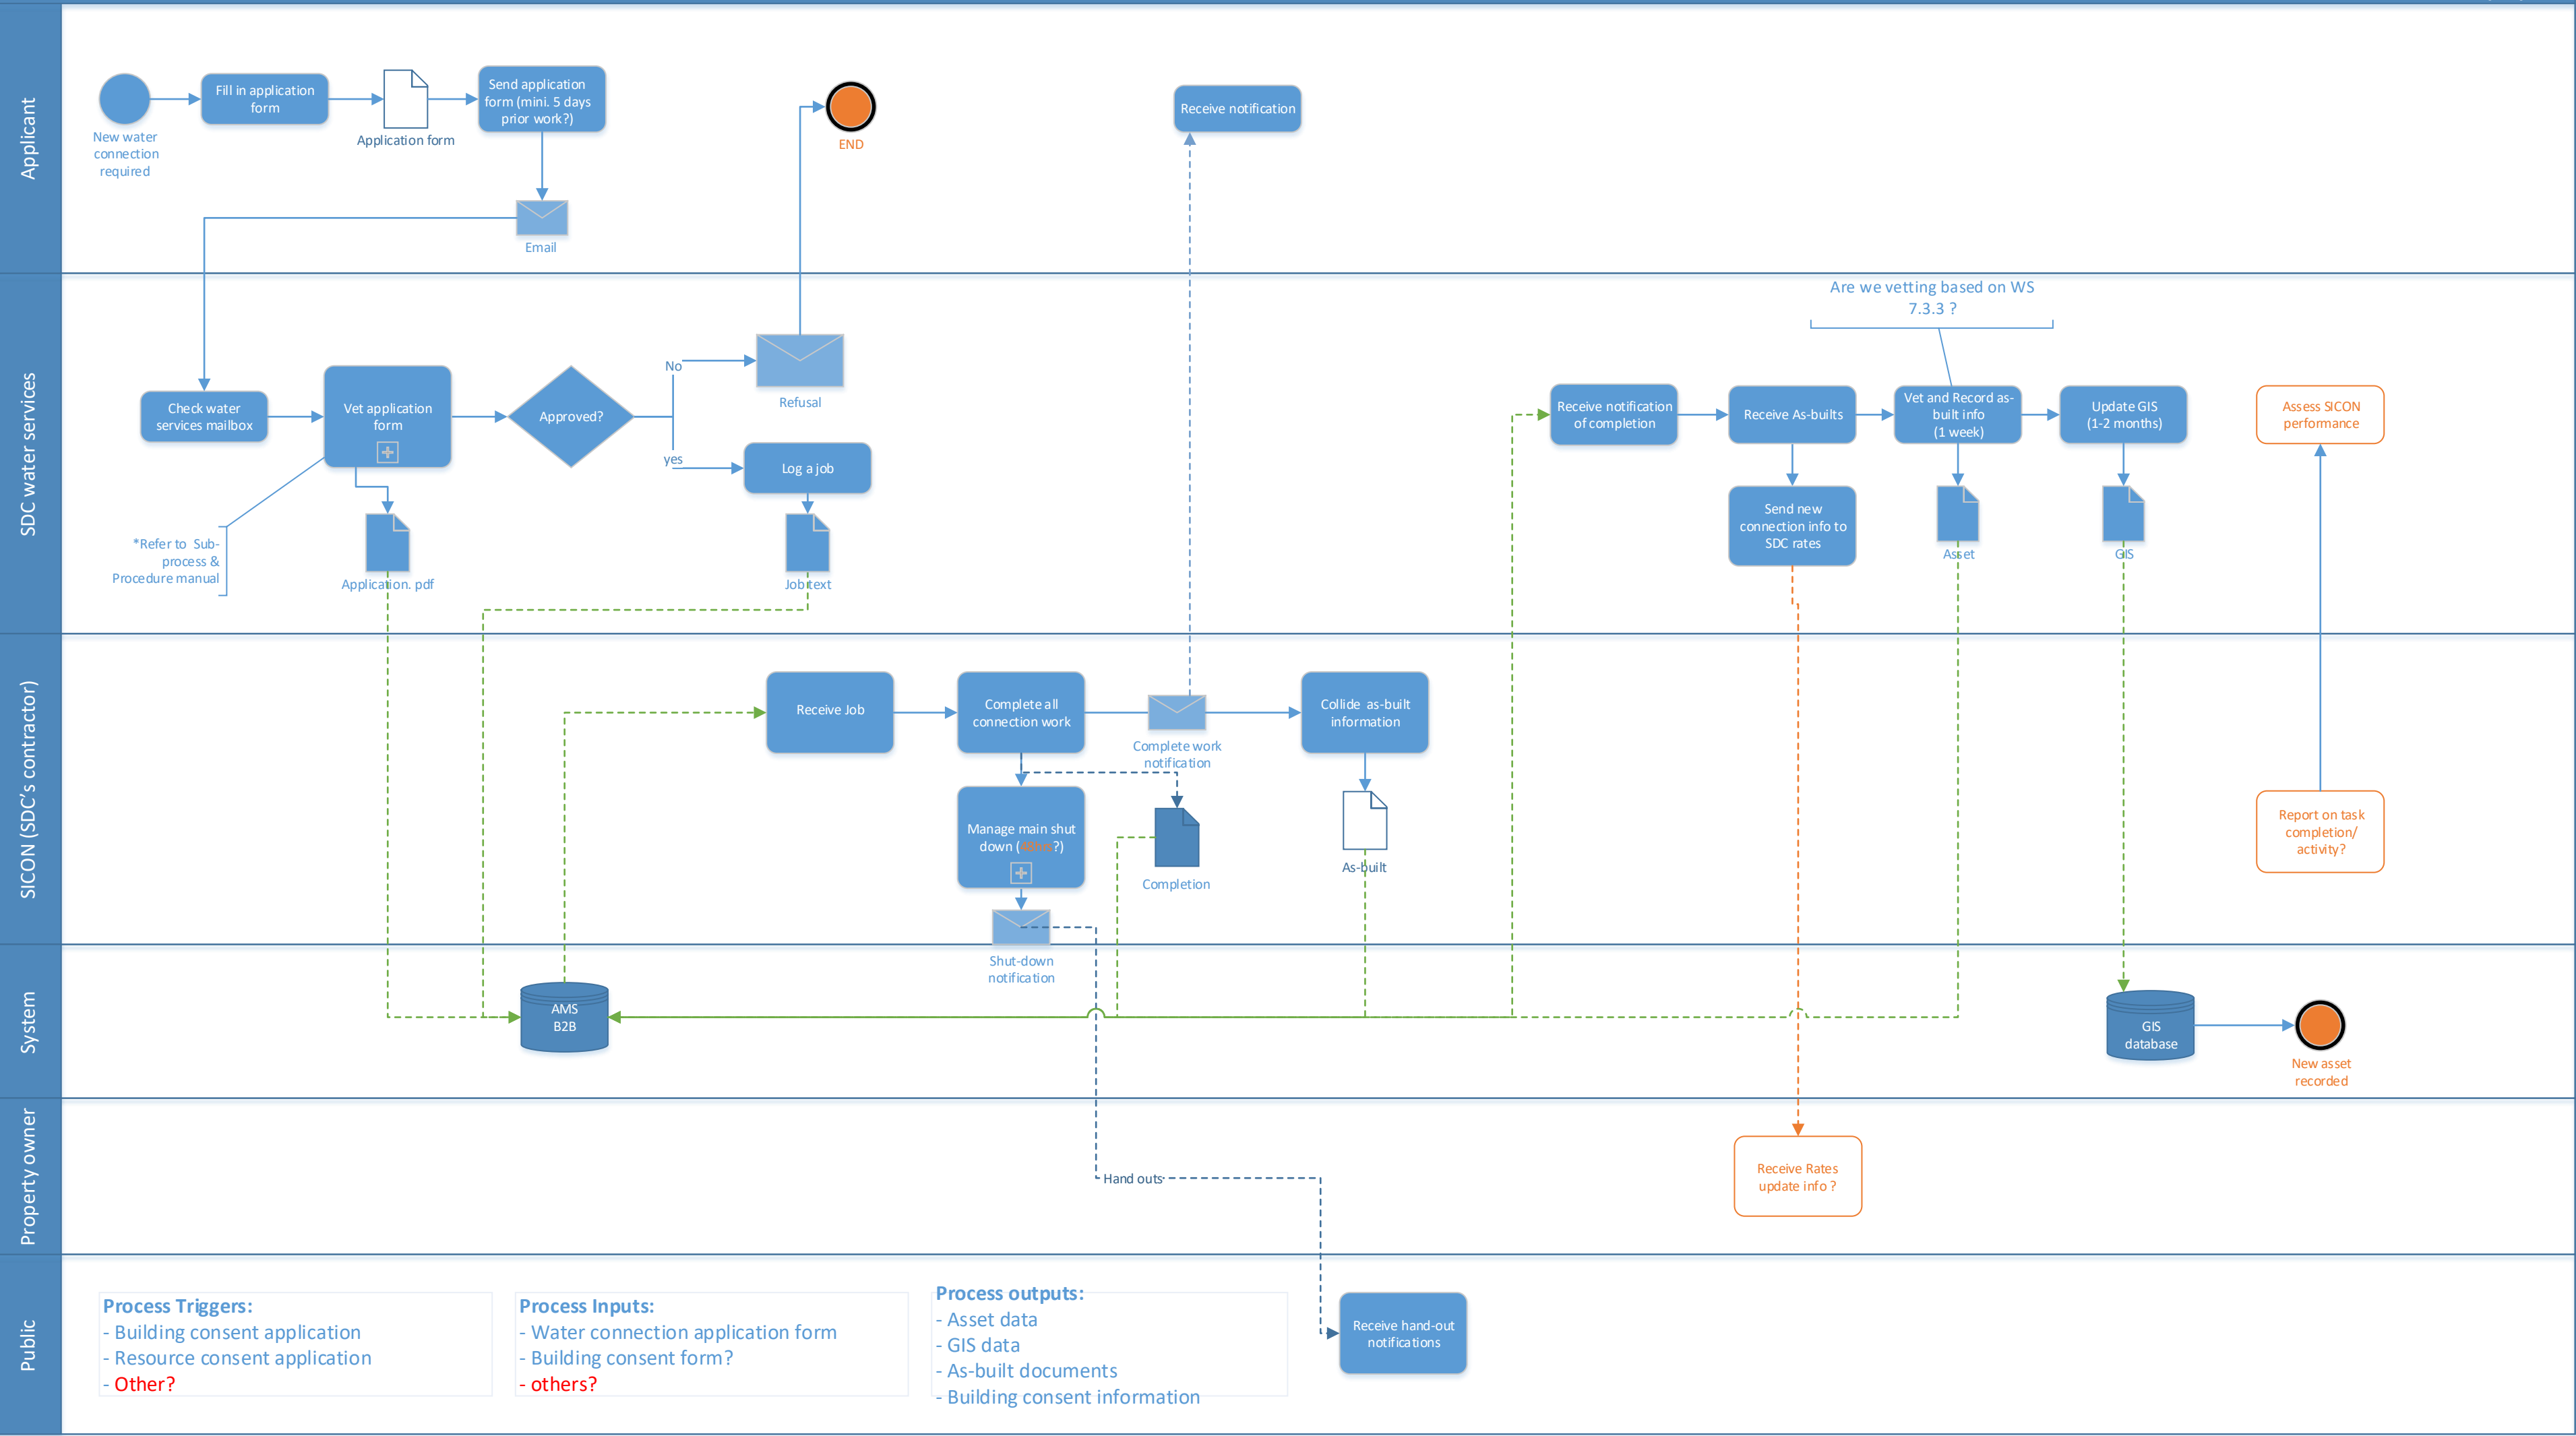 Applicant
New water
connection
required
Fill in application
form
Application form
Send application
form (mini. 5 days
prior work?)
Email
END
Receive notification
SDC water services
Check water
services mailbox
Vet application
form
*Refer to Sub-
process &
Procedure manual
Application. pdf
Approved?
No
yes
Refusal
Log a job
Job text
Receive notification
of completion
Receive As-builts
Send new
connection info to
SDC rates
Are we vetting based on WS
7.3.3 ?
Vet and Record as-
built info
(1 week)
Asset
Update GIS
(1-2 months)
GIS
Assess SICON
performance
SICON (SDC's contractor)
Receive Job
Complete all
connection work
Manage main shut
down (48hrs?)
Shut-down
notification
Complete work
notification
Completion
Collide as-built
information
As-built
Report on task
completion/
activity?
System
AMS
B2B
GIS
database
New asset
recorded
Property owner
Hand outs
Receive Rates
update info ?
Public
Process Triggers:
- Building consent application
- Resource consent application
- Other?
Process Inputs:
- Water connection application form
- Building consent form?
- others?
Process outputs:
- Asset data
- GIS data
- As-built documents
- Building consent information
Receive hand-out
notifications